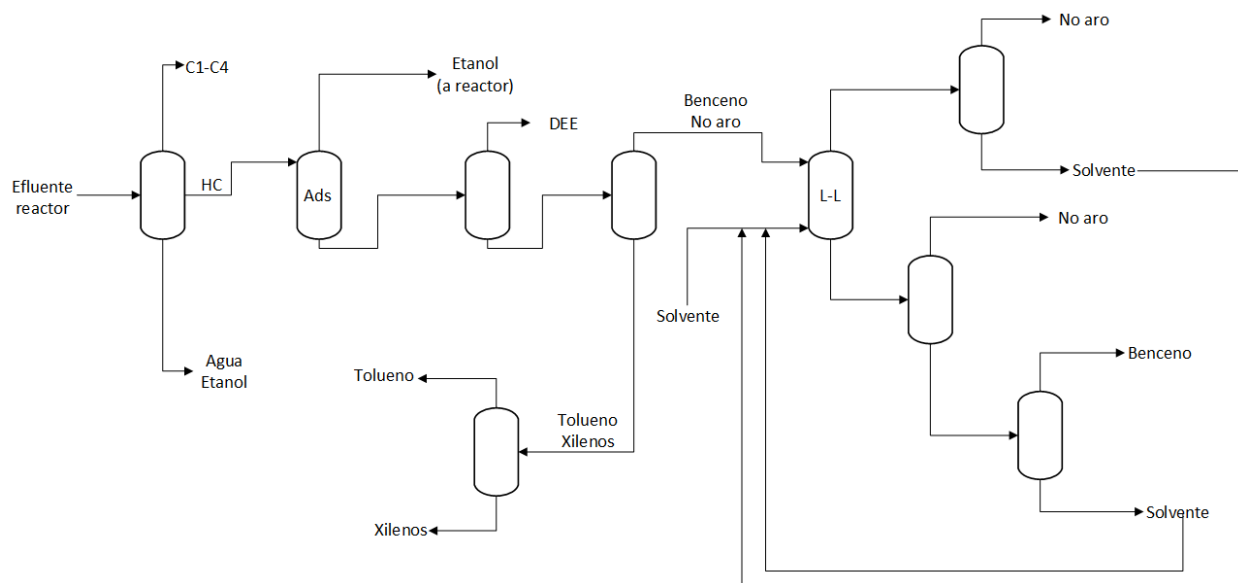 No aro
C1-C4
Etanol
(a reactor)
Benceno
No aro
DEE
Solvente
Efluente
reactor
HC
Ads
L-L
No aro
Solvente
Agua
Etanol
Tolueno
Benceno
Tolueno
Xilenos
Xilenos
Solvente